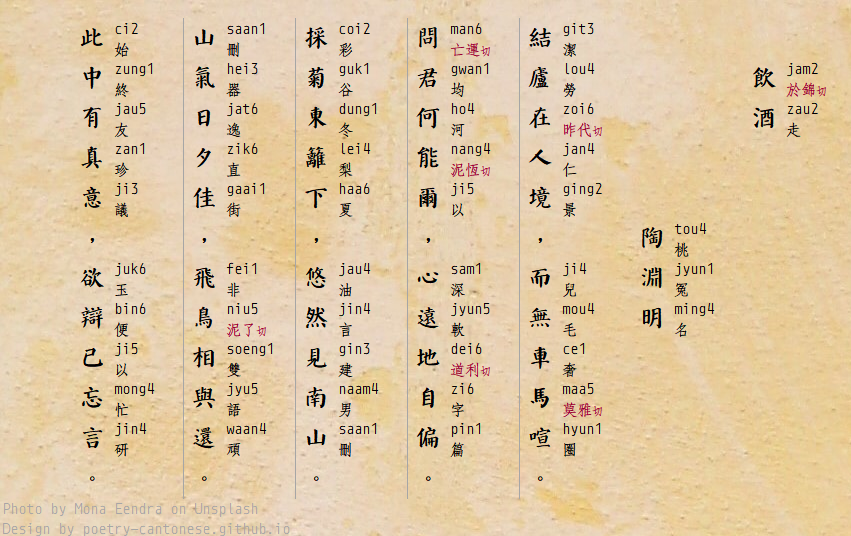 飲酒
jam2 於錦切 zau2 走
陶淵明
tou4 桃 jyun1 冤 ming4 名
結廬在人境，而無車馬喧。
git3 潔 lou4 勞 zoi6 昨代切 jan4 仁 ging2 景 ji4 兒 mou4 毛 ce1 奢 maa5 莫雅切 hyun1 圈
問君何能爾，心遠地自偏。
man6 亡運切 gwan1 均 ho4 河 nang4 泥恆切 ji5 以 sam1 深 jyun5 軟 dei6 道利切 zi6 字 pin1 篇
採菊東籬下，悠然見南山。
coi2 彩 guk1 谷 dung1 冬 lei4 梨 haa6 夏 jau4 油 jin4 言 gin3 建 naam4 男 saan1 刪
山氣日夕佳，飛鳥相與還。
saan1 刪 hei3 器 jat6 逸 zik6 直 gaai1 街 fei1 非 niu5 泥了切 soeng1 雙 jyu5 語 waan4 頑
此中有真意，欲辯已忘言。
ci2 始 zung1 終 jau5 友 zan1 珍 ji3 議 juk6 玉 bin6 便 ji5 以 mong4 忙 jin4 研
Photo by Mona Eendra on Unsplash
Design by poetry-cantonese.github.io